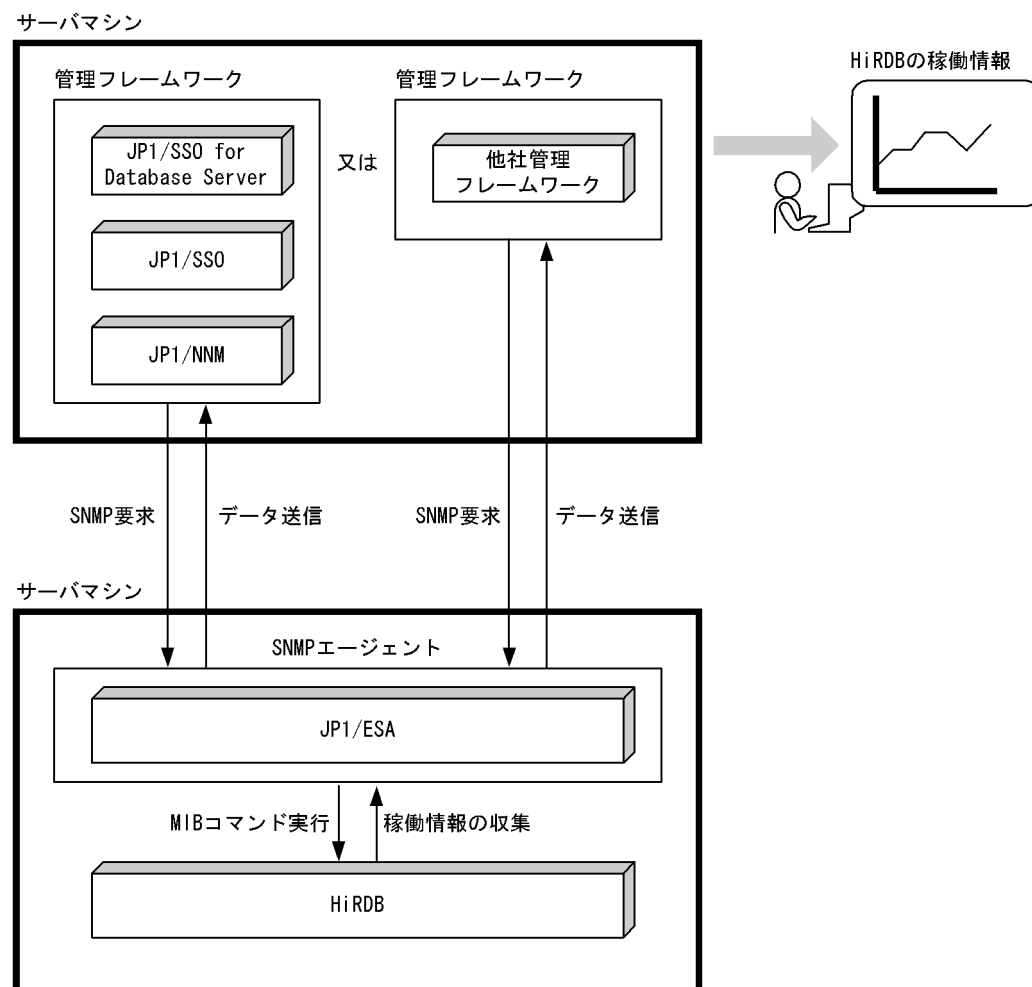 サーバマシン
管理フレームワーク
管理フレームワーク
HiRDBの稼働情報
JP1/SSO for
Database Server
又は
他社管理
フレームワーク
JP1/SSO
JP1/NNM
SNMP要求
データ送信
SNMP要求
データ送信
サーバマシン
SNMPエージェント
JP1/ESA
MIBコマンド実行
稼働情報の収集
HiRDB